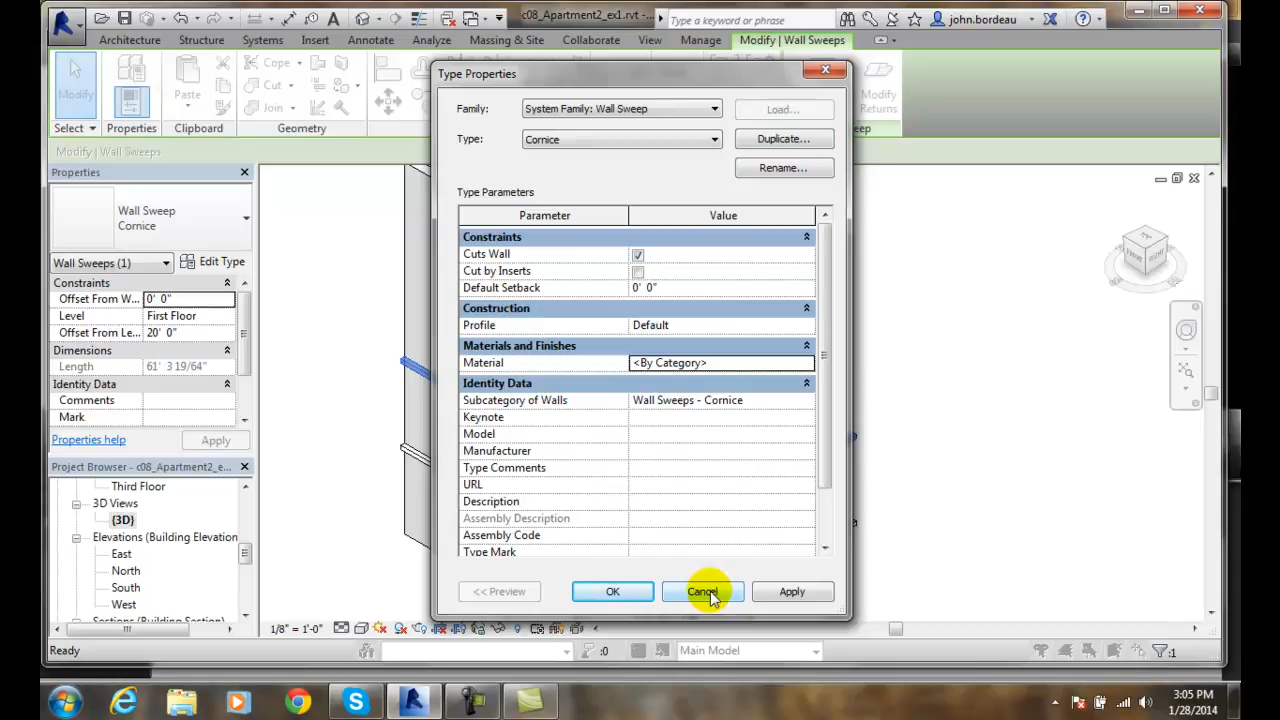 c08_Apartment2_ex1.rvt - ...
Type a keyword or phrase
john.bordeau
Architecture Structure Systems Insert Annotate Analyze Massing & Site Collaborate View Manage Modify | Wall Sweeps
Modify
Paste
Cope
Cut
Join
Modify
Returns
Select Properties Clipboard Geometry
Modify | Wall Sweeps
Properties
Wall Sweep
Cornice
Wall Sweeps (1)
Edit Type
Constraints
Offset From W... 0' 0"
Level First Floor
Offset From Le... 20' 0"
Dimensions
Length 61' 3 19/64"
Identity Data
Comments
Mark
Properties help
Apply
Project Browser - c08_Apartment2_e...
Third Floor
3D Views
{3D}
Elevations (Building Elevation
East
North
South
West
Sections (Building Section)
Type Properties
Family: System Family: Wall Sweep Load...
Type: Cornice Duplicate...
Rename...
Type Parameters
Parameter Value
Constraints
Cuts Wall
Cut by Inserts
Default Setback 0' 0"
Construction
Profile Default
Materials and Finishes
Material <By Category>
Identity Data
Subcategory of Walls Wall Sweeps - Cornice
Keynote
Model
Manufacturer
Type Comments
URL
Description
Assembly Description
Assembly Code
Type Mark
<< Preview OK Cancel Apply
TOP
FRONT
1/8" = 1'-0"
Ready
:0
Main Model
:1
3:05 PM
1/28/2014